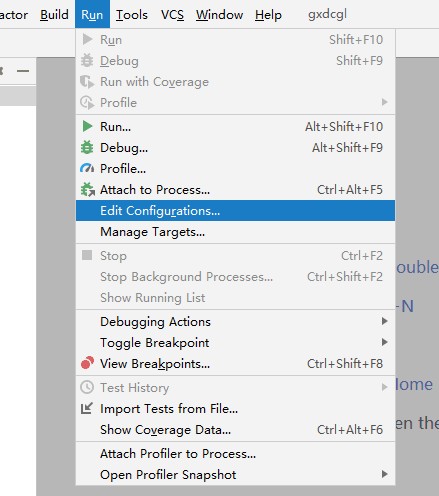 actor Build Run Tools VCS Window Help gxdcgl
Run Shift+F10
Debug Shift+F9
Run with Coverage
Profile
Run... Alt+Shift+F10
Debug... Alt+Shift+F9
Profile...
Attach to Process... Ctrl+Alt+F5
Edit Configurations...
Manage Targets...
Stop Ctrl+F2
Stop Background Processes... Ctrl+Shift+F2
Show Running List
ouble
Debugging Actions
-N
Toggle Breakpoint
View Breakpoints... Ctrl+Shift+F8
Test History
Home
Import Tests from File...
Show Coverage Data... Ctrl+Alt+F6
en the
Attach Profiler to Process...
Open Profiler Snapshot